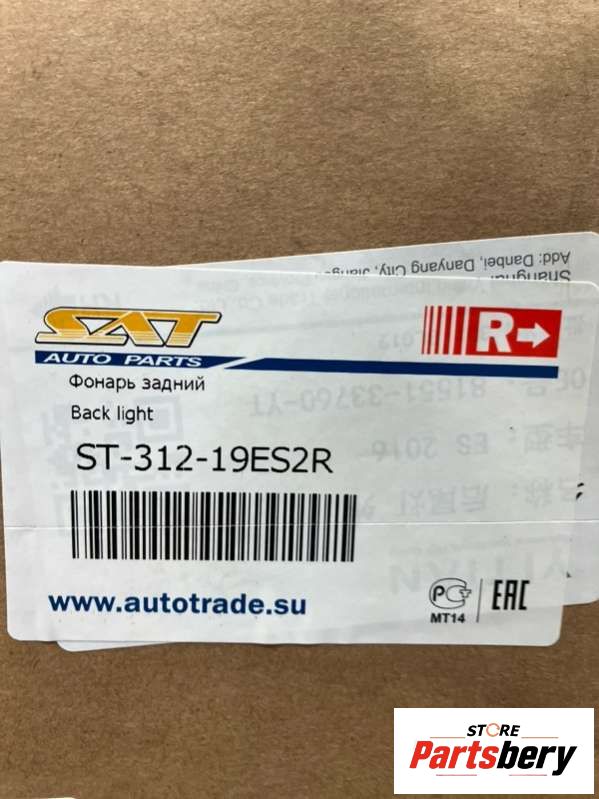 Add: Danbei, Danyang City, Jiang
SAT
AUTO PARTS
R
Фонарь задний
Back light
ST-312-19ES2R
81551-33760-YT
ES 2016
www.autotrade.su
PC
MT14
EAC
STORE
Partsbery